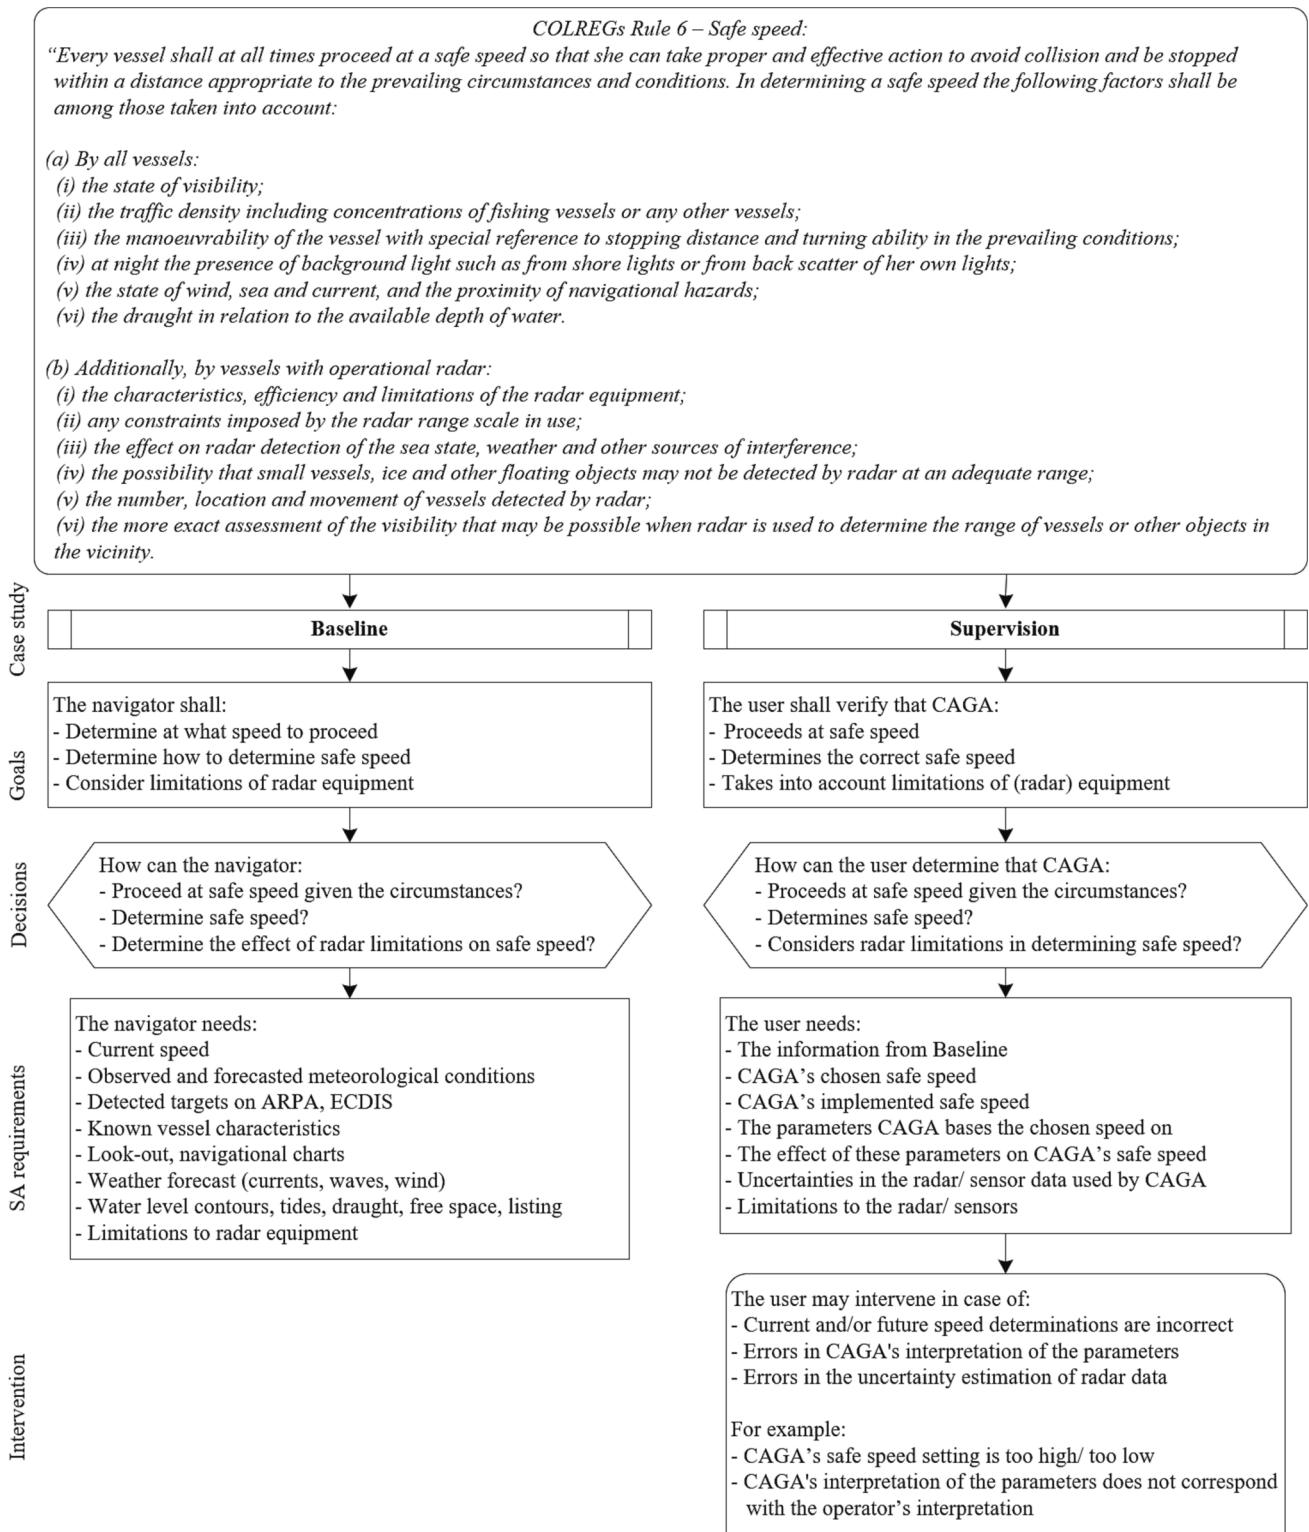 COLREGs Rule 6 – Safe speed:
“Every vessel shall at all times proceed at a safe speed so that she can take proper and effective action to avoid collision and be stopped
within a distance appropriate to the prevailing circumstances and conditions. In determining a safe speed the following factors shall be
among those taken into account:
(a) By all vessels:
(i) the state of visibility;
(ii) the traffic density including concentrations of fishing vessels or any other vessels;
(iii) the manoeuvrability of the vessel with special reference to stopping distance and turning ability in the prevailing conditions;
(iv) at night the presence of background light such as from shore lights or from back scatter of her own lights;
(v) the state of wind, sea and current, and the proximity of navigational hazards;
(vi) the draught in relation to the available depth of water.
(b) Additionally, by vessels with operational radar:
(i) the characteristics, efficiency and limitations of the radar equipment;
(ii) any constraints imposed by the radar range scale in use;
(iii) the effect on radar detection of the sea state, weather and other sources of interference;
(iv) the possibility that small vessels, ice and other floating objects may not be detected by radar at an adequate range;
(v) the number, location and movement of vessels detected by radar;
(vi) the more exact assessment of the visibility that may be possible when radar is used to determine the range of vessels or other objects in
the vicinity.
Case study
Baseline
Supervision
Goals
The navigator shall:
- Determine at what speed to proceed
- Determine how to determine safe speed
- Consider limitations of radar equipment
The user shall verify that CAGA:
- Proceeds at safe speed
- Determines the correct safe speed
- Takes into account limitations of (radar) equipment
Decisions
How can the navigator:
- Proceed at safe speed given the circumstances?
- Determine safe speed?
- Determine the effect of radar limitations on safe speed?
How can the user determine that CAGA:
- Proceeds at safe speed given the circumstances?
- Determines safe speed?
- Considers radar limitations in determining safe speed?
SA requirements
The navigator needs:
- Current speed
- Observed and forecasted meteorological conditions
- Detected targets on ARPA, ECDIS
- Known vessel characteristics
- Look-out, navigational charts
- Weather forecast (currents, waves, wind)
- Water level contours, tides, draught, free space, listing
- Limitations to radar equipment
The user needs:
- The information from Baseline
- CAGA’s chosen safe speed
- CAGA’s implemented safe speed
- The parameters CAGA bases the chosen speed on
- The effect of these parameters on CAGA’s safe speed
- Uncertainties in the radar/ sensor data used by CAGA
- Limitations to the radar/ sensors
Intervention
The user may intervene in case of:
- Current and/or future speed determinations are incorrect
- Errors in CAGA's interpretation of the parameters
- Errors in the uncertainty estimation of radar data
For example:
- CAGA’s safe speed setting is too high/ too low
- CAGA's interpretation of the parameters does not correspond
with the operator’s interpretation